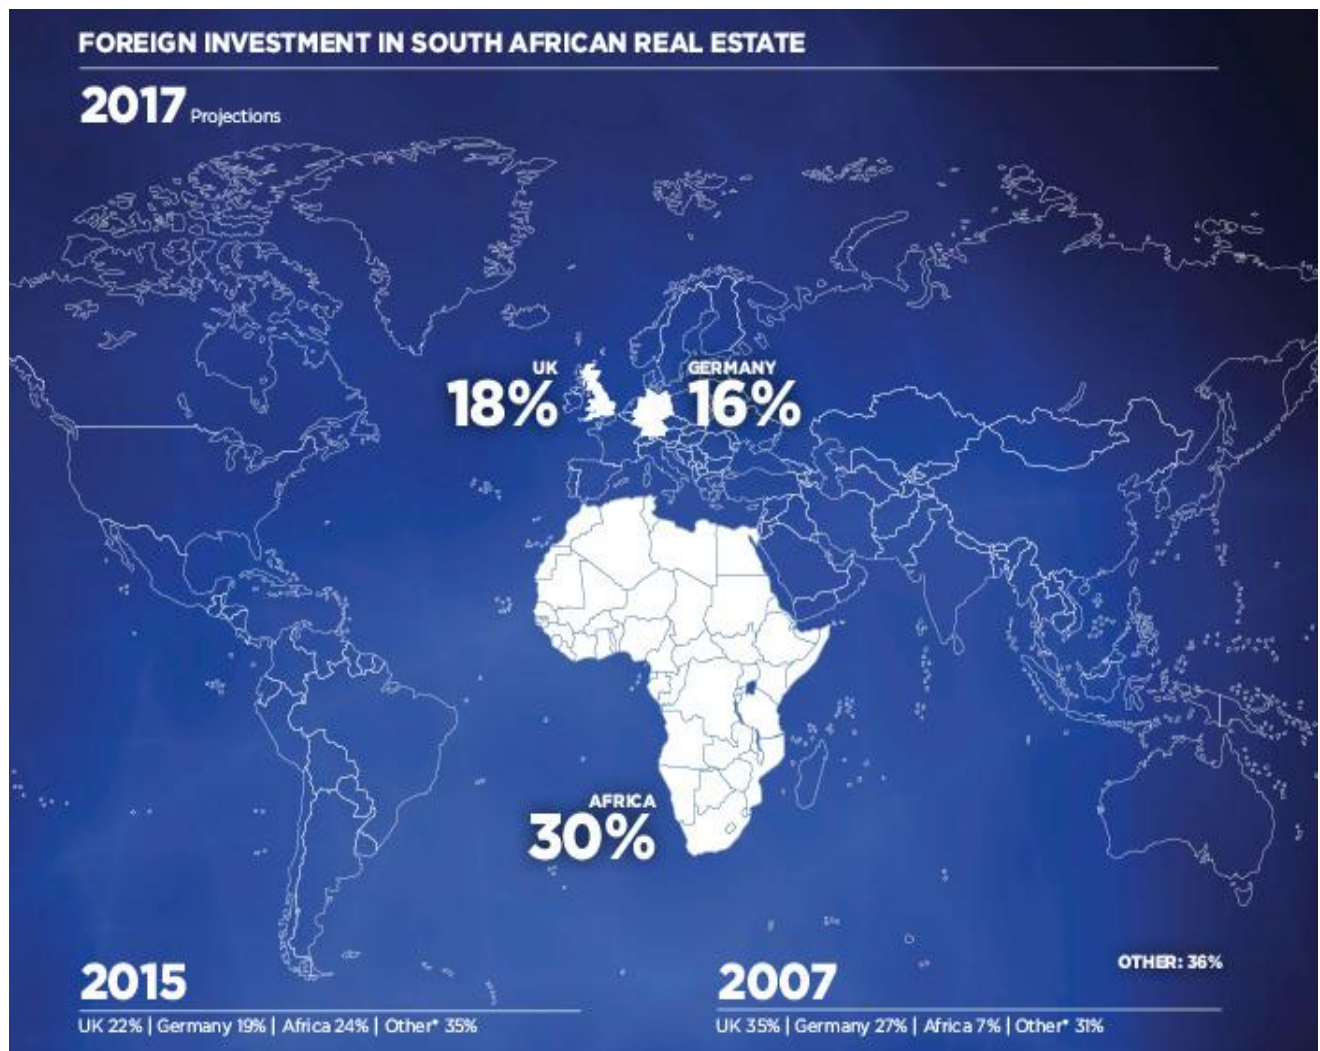 FOREIGN INVESTMENT IN SOUTH AFRICAN REAL ESTATE
2017 Projections
UK
18%
GERMANY
16%
AFRICA
30%
OTHER: 36%
2015
UK 22% | Germany 19% | Africa 24% | Other* 35%
2007
UK 35% | Germany 27% | Africa 7% | Other* 31%